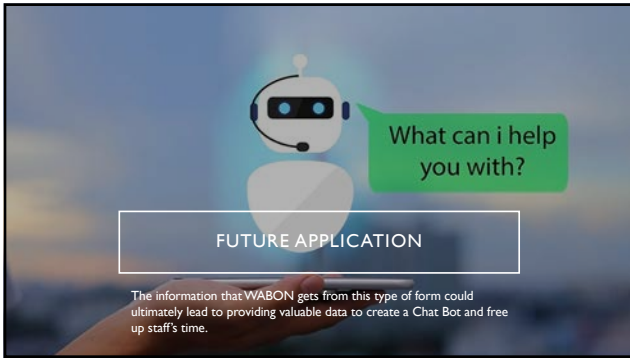 What can i help
you with?
FUTURE APPLICATION
The information that WABON gets from this type of form could
ultimately lead to providing valuable data to create a Chat Bot and free
up staff's time.